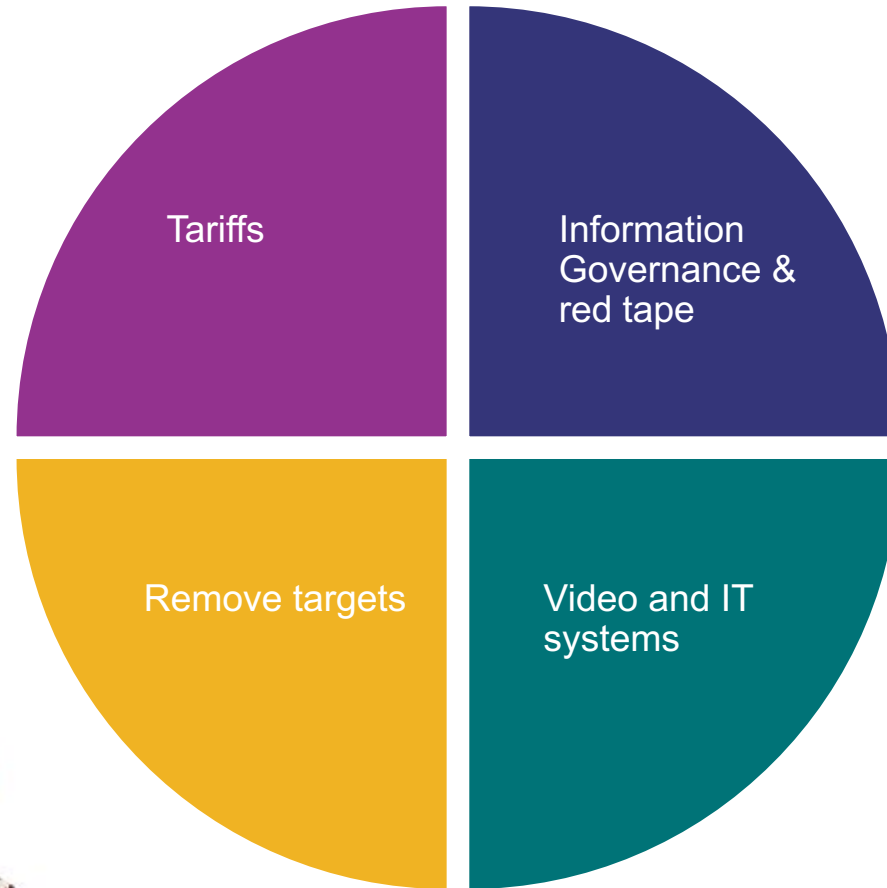 Tariffs
Information
Governance &
red tape
Remove targets
Video and IT
systems